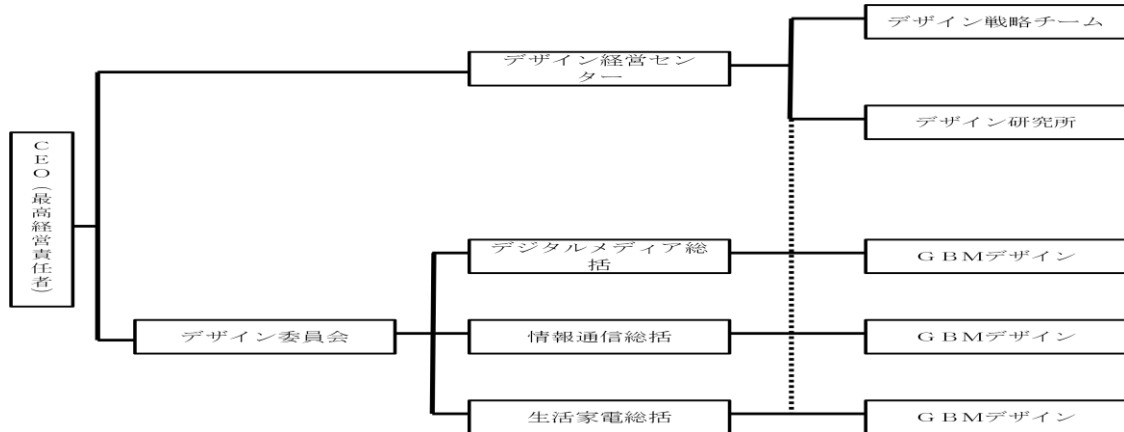 デザイン戦略チーム
デザイン経営セン
ター
デザイン研究所
CEO(最高経営責任者)
デジタルメディア総
括
GBMデザイン
デザイン委員会
情報通信総括
GBMデザイン
生活家電総括
GBMデザイン